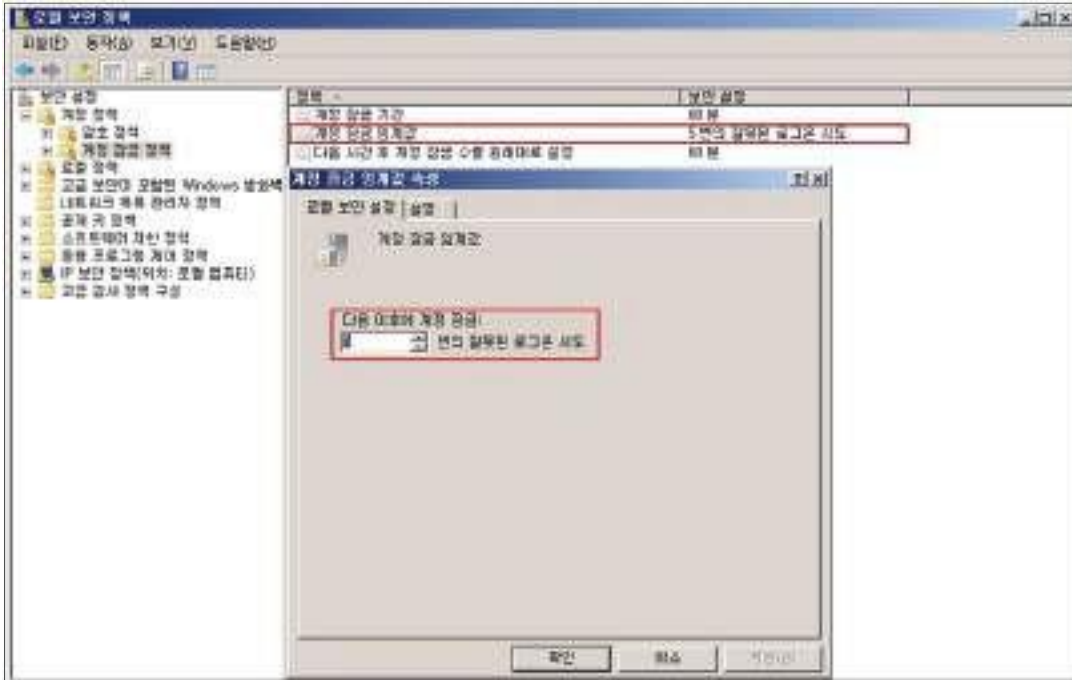 로컬 보안 정책
파일(F) 동작(A) 보기(V) 도움말(H)
보안 설정
계정 정책
암호 정책
계정 잠금 정책
로컬 정책
고급 보안이 포함된 Windows 방화벽
네트워크 목록 관리자 정책
공개 키 정책
소프트웨어 제한 정책
응용 프로그램 제어 정책
IP 보안 정책(위치: 로컬 컴퓨터)
고급 감사 정책 구성
정책
보안 설정
계정 잠금 기간
60 분
계정 잠금 임계값
5 번의 잘못된 로그온 시도
다음 시간 후 계정 잠금 수를 원래대로 설정
60 분
계정 잠금 임계값 속성
로컬 보안 설정
설명
계정 잠금 임계값
다음 이후에 계정 잠금:
번의 잘못된 로그온 시도
확인
취소
적용(A)